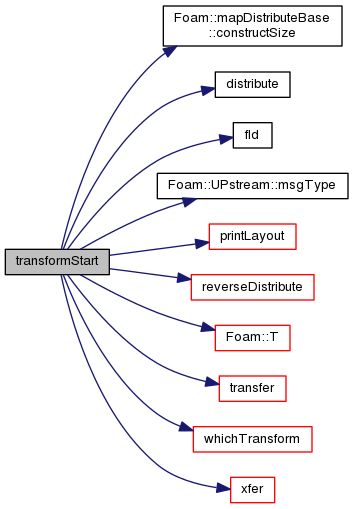 Foam::mapDistributeBase
::constructSize
distribute
fld
Foam::UPstream::msgType
transformStart
printLayout
reverseDistribute
Foam::T
transfer
whichTransform
xfer